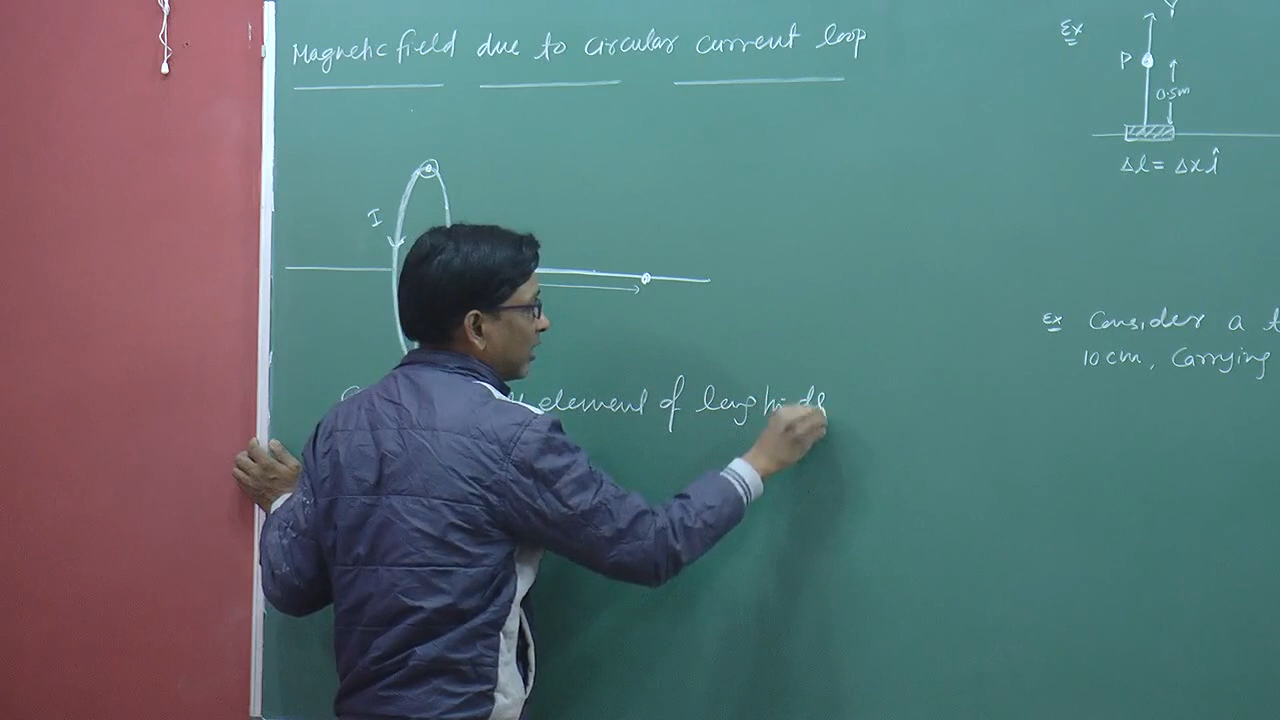 Magnetic field due to circular current loop
I
element of length dl
Ex
Y
P
0.5m
Δl = Δx î
Ex Consider a
10 cm, Carrying